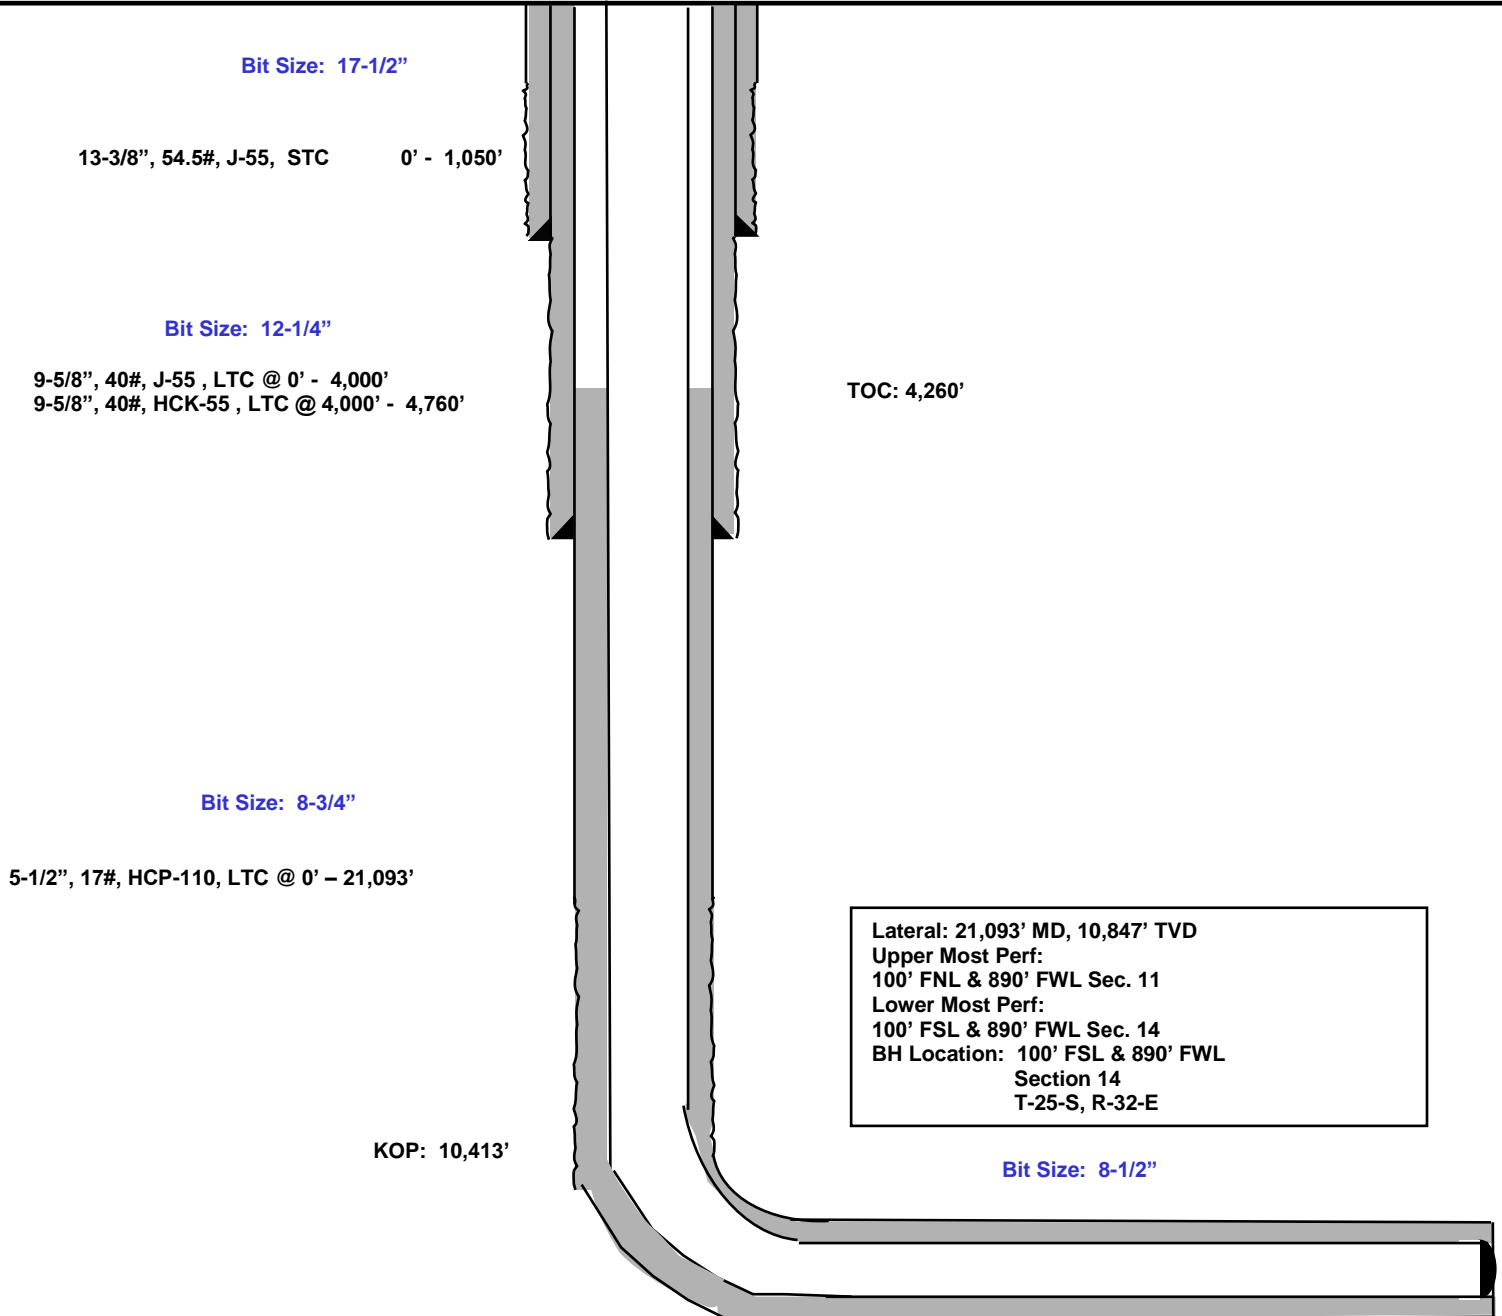 Bit Size: 17-1/2”
13-3/8”, 54.5#, J-55, STC 0’ - 1,050’
Bit Size: 12-1/4”
9-5/8”, 40#, J-55 , LTC @ 0’ - 4,000’
9-5/8”, 40#, HCK-55 , LTC @ 4,000’ - 4,760’
TOC: 4,260’
Bit Size: 8-3/4”
5-1/2”, 17#, HCP-110, LTC @ 0’ – 21,093’
Lateral: 21,093’ MD, 10,847’ TVD
Upper Most Perf:
100’ FNL & 890’ FWL Sec. 11
Lower Most Perf:
100’ FSL & 890’ FWL Sec. 14
BH Location: 100’ FSL & 890’ FWL
Section 14
T-25-S, R-32-E
KOP: 10,413’
Bit Size: 8-1/2”